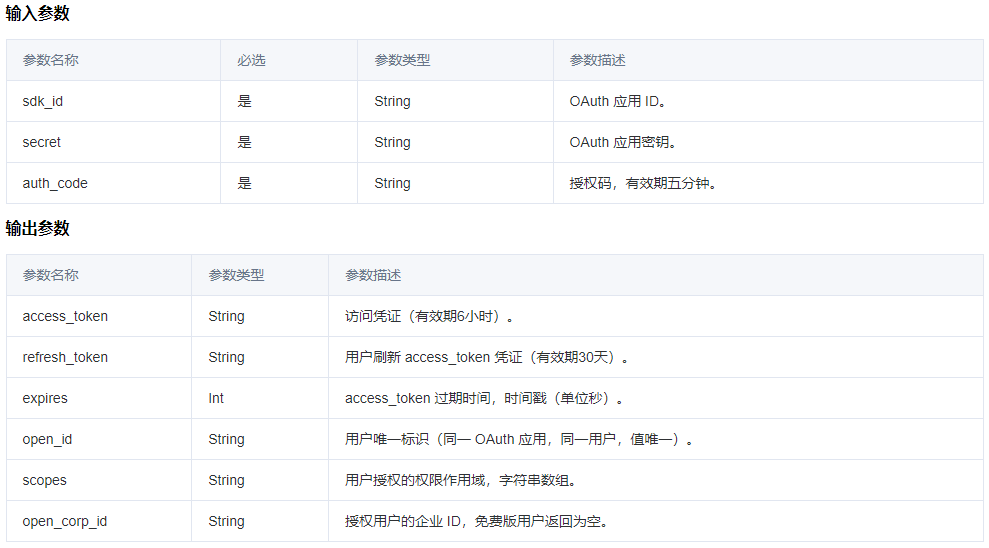 输入参数
参数名称 必选 参数类型 参数描述
sdk_id 是 String OAuth 应用 ID。
secret 是 String OAuth 应用密钥。
auth_code 是 String 授权码，有效期五分钟。
输出参数
参数名称 参数类型 参数描述
access_token String 访问凭证（有效期6小时）。
refresh_token String 用户刷新 access_token 凭证（有效期30天）。
expires Int access_token 过期时间，时间戳（单位秒）。
open_id String 用户唯一标识（同一 OAuth 应用，同一用户，值唯一）。
scopes String 用户授权的权限作用域，字符串数组。
open_corp_id String 授权用户的企业 ID，免费版用户返回为空。